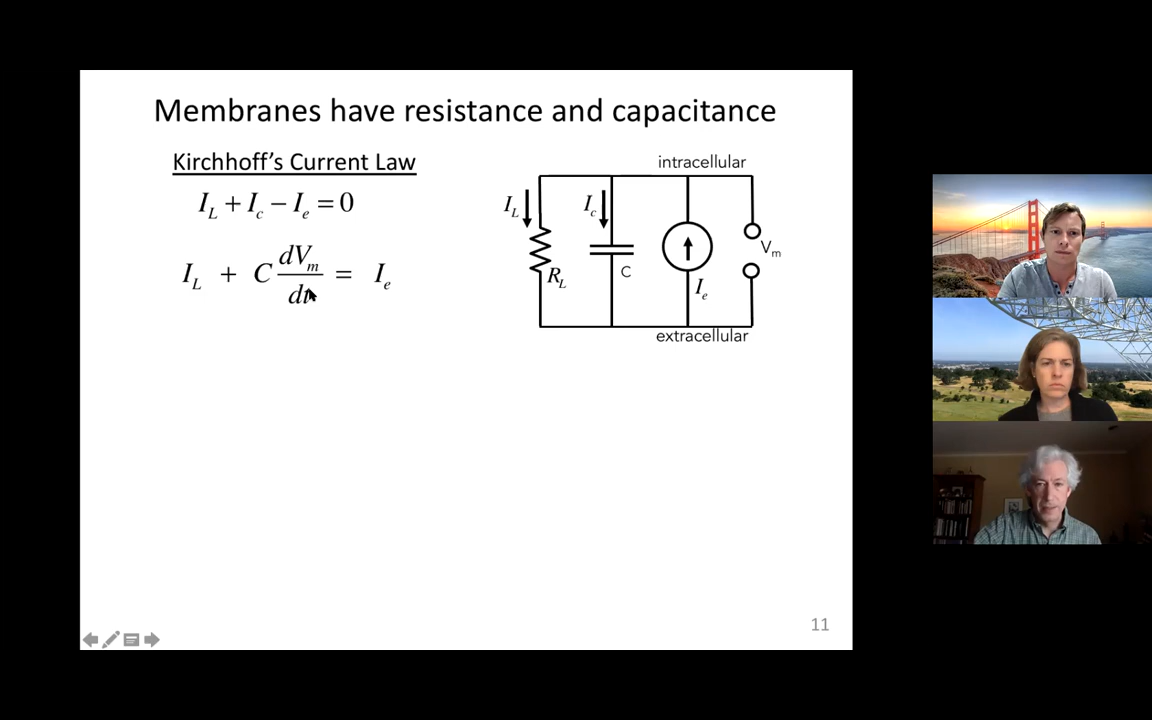 Membranes have resistance and capacitance
Kirchhoff's Current Law
I_L + I_c − I_e = 0
I_L + C dV_m/dt = I_e
intracellular
I_L
I_c
V_m
R_L
C
I_e
extracellular
11